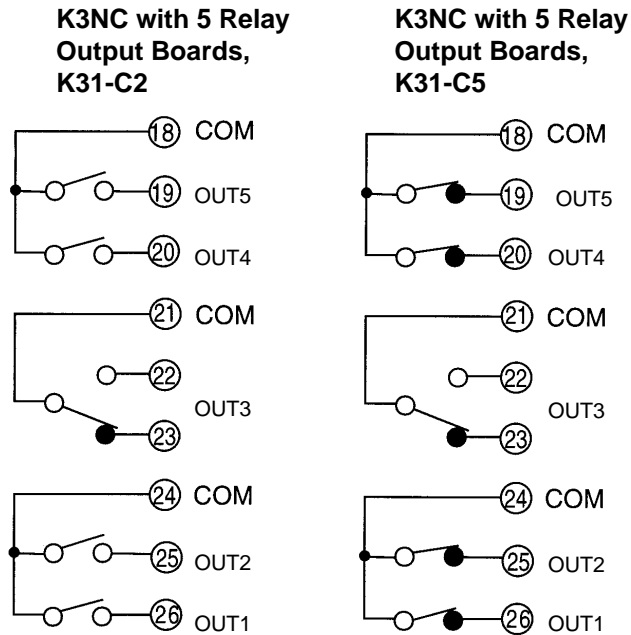 K3NC with 5 Relay
Output Boards,
K31-C2
18 COM
19 OUT5
20 OUT4
21 COM
22
OUT3
23
24 COM
25 OUT2
26 OUT1
K3NC with 5 Relay
Output Boards,
K31-C5
18 COM
19 OUT5
20 OUT4
21 COM
22
OUT3
23
24 COM
25 OUT2
26 OUT1